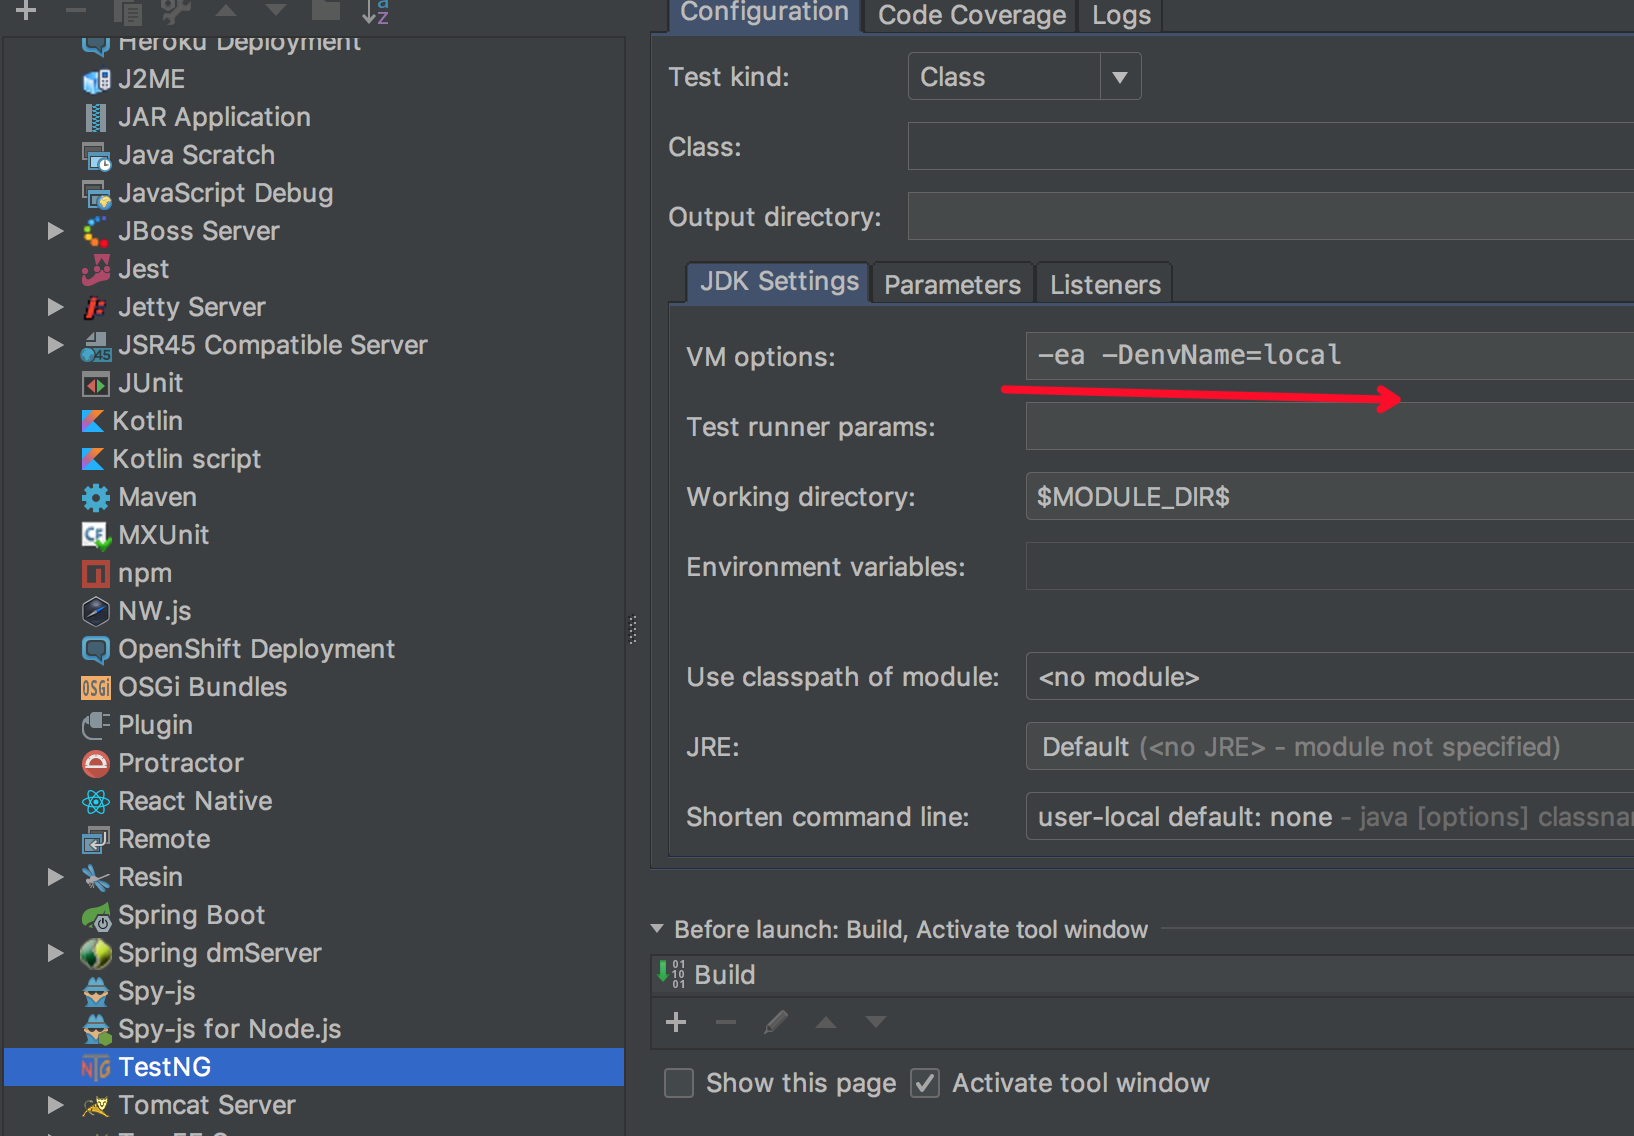 Heroku Deployment
J2ME
JAR Application
Java Scratch
JavaScript Debug
JBoss Server
Jest
Jetty Server
JSR45 Compatible Server
JUnit
Kotlin
Kotlin script
Maven
MXUnit
npm
NW.js
OpenShift Deployment
OSGi Bundles
Plugin
Protractor
React Native
Remote
Resin
Spring Boot
Spring dmServer
Spy-js
Spy-js for Node.js
TestNG
Tomcat Server
Configuration Code Coverage Logs
Test kind: Class
Class:
Output directory:
JDK Settings Parameters Listeners
VM options: -ea -DenvName=local
Test runner params:
Working directory: $MODULE_DIR$
Environment variables:
Use classpath of module: <no module>
JRE: Default (<no JRE> - module not specified)
Shorten command line: user-local default: none - java [options] classna
Before launch: Build, Activate tool window
Build
Show this page Activate tool window